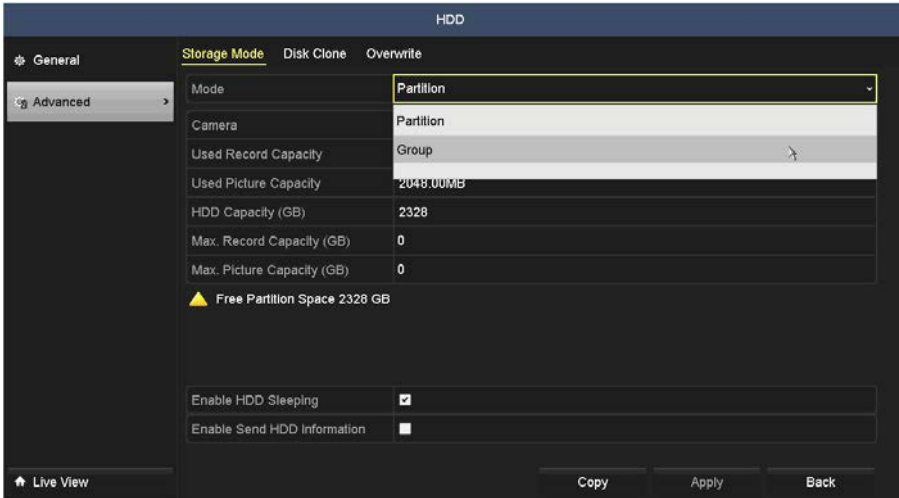 HDD
General
Advanced
Storage Mode Disk Clone Overwrite
Mode Partition
Camera Partition
Used Record Capacity Group
Used Picture Capacity 2048.00MB
HDD Capacity (GB) 2328
Max. Record Capacity (GB) 0
Max. Picture Capacity (GB) 0
Free Partition Space 2328 GB
Enable HDD Sleeping
Enable Send HDD Information
Live View Copy Apply Back